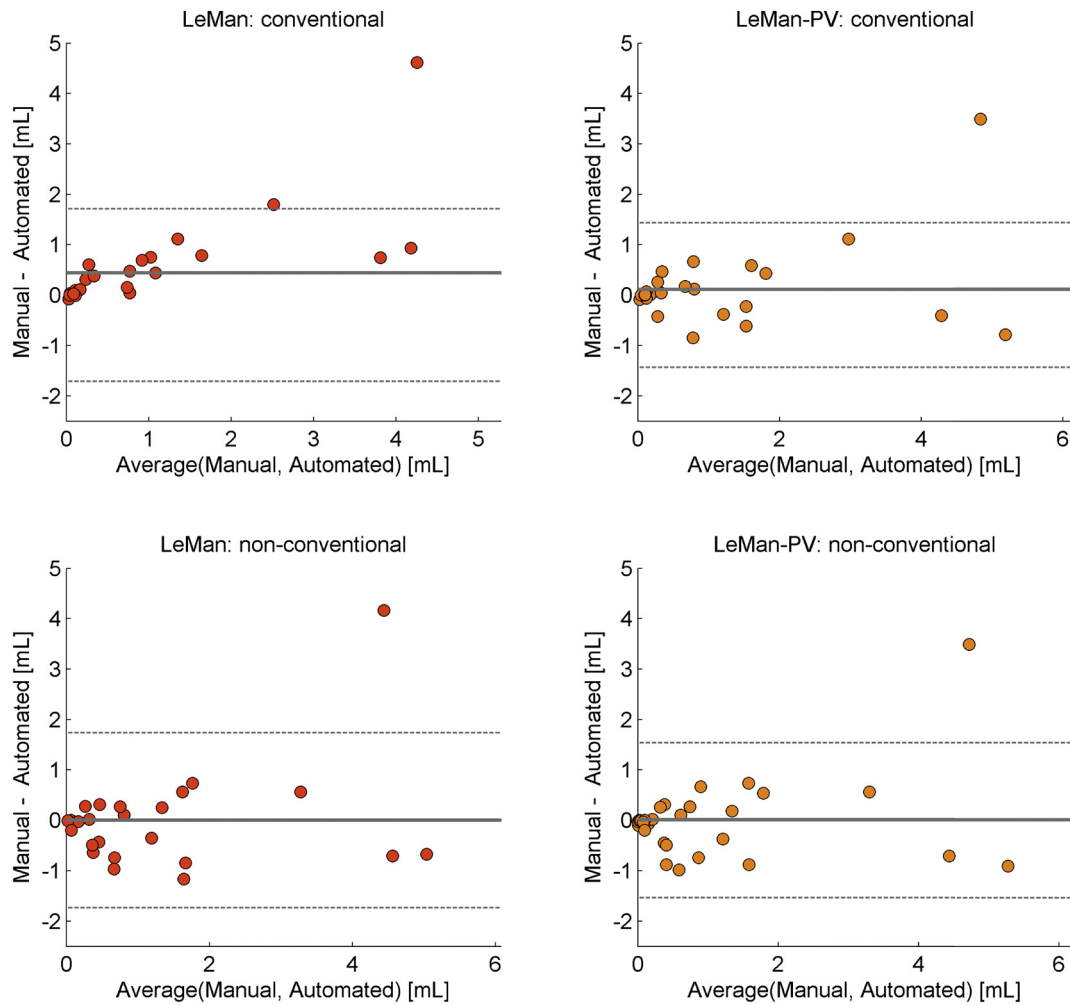 LeMan: conventional
5
4
3
2
1
0
-1
-2
Manual - Automated [mL]
0 1 2 3 4 5
Average(Manual, Automated) [mL]
LeMan-PV: conventional
5
4
3
2
1
0
-1
-2
Manual - Automated [mL]
0 2 4 6
Average(Manual, Automated) [mL]
LeMan: non-conventional
5
4
3
2
1
0
-1
-2
Manual - Automated [mL]
0 2 4 6
Average(Manual, Automated) [mL]
LeMan-PV: non-conventional
5
4
3
2
1
0
-1
-2
Manual - Automated [mL]
0 2 4 6
Average(Manual, Automated) [mL]